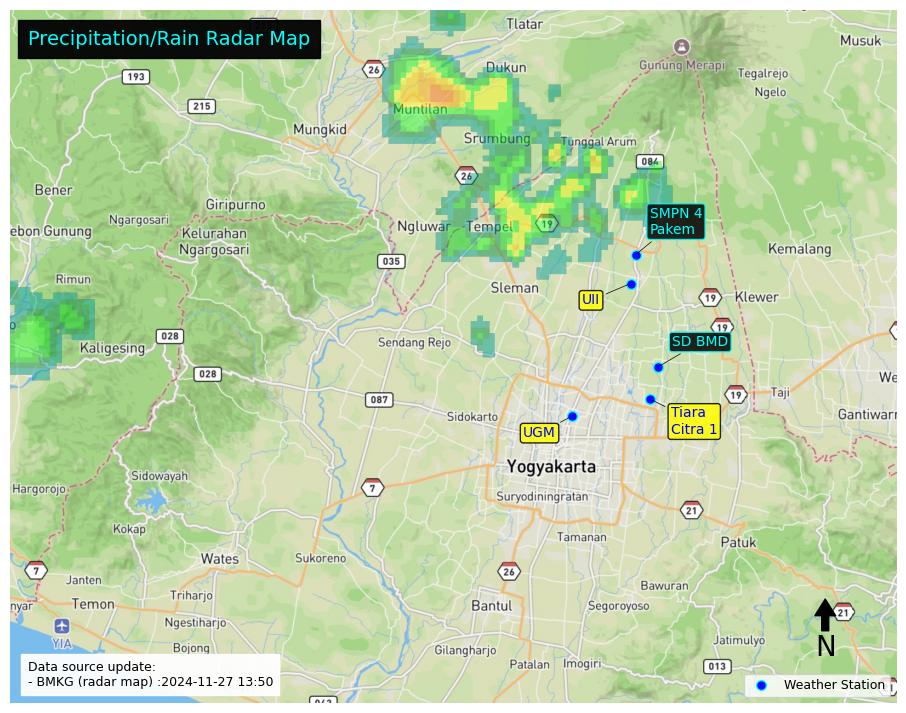 Precipitation/Rain Radar Map
Tlatar
Musuk
Gunung Merapi
26
Dukun
Tegalrejo
193
Ngelo
215
Muntilan
Mungkid
Srumbung
Tunggal Arum
084
26
Bener
Giripurno
SMPN 4
Pakem
Ngargosari
ebon Gunung
Kelurahan
Ngargosari
Ngluwar
Tempel
19
Kemalang
035
Rimun
Sleman
UII
19
Klewer
19
028
Kaligesing
Sendang Rejo
SD BMD
028
We
087
19
Taji
Sidokarto
Tiara
Citra 1
Gantiwarr
UGM
Yogyakarta
Sidowayah
Hargorojo
7
Suryodiningratan
21
Kokap
Tamanan
Patuk
Wates
Sukoreno
7
26
Janten
Bawuran
Triharjo
nyar
Temon
Bantul
Segoroyoso
21
Ngestiharjo
YIA
Jatimulyo
N
Bojong
Gilangharjo
Patalan
Imogiri
013
Data source update:
- BMKG (radar map) :2024-11-27 13:50
Weather Station